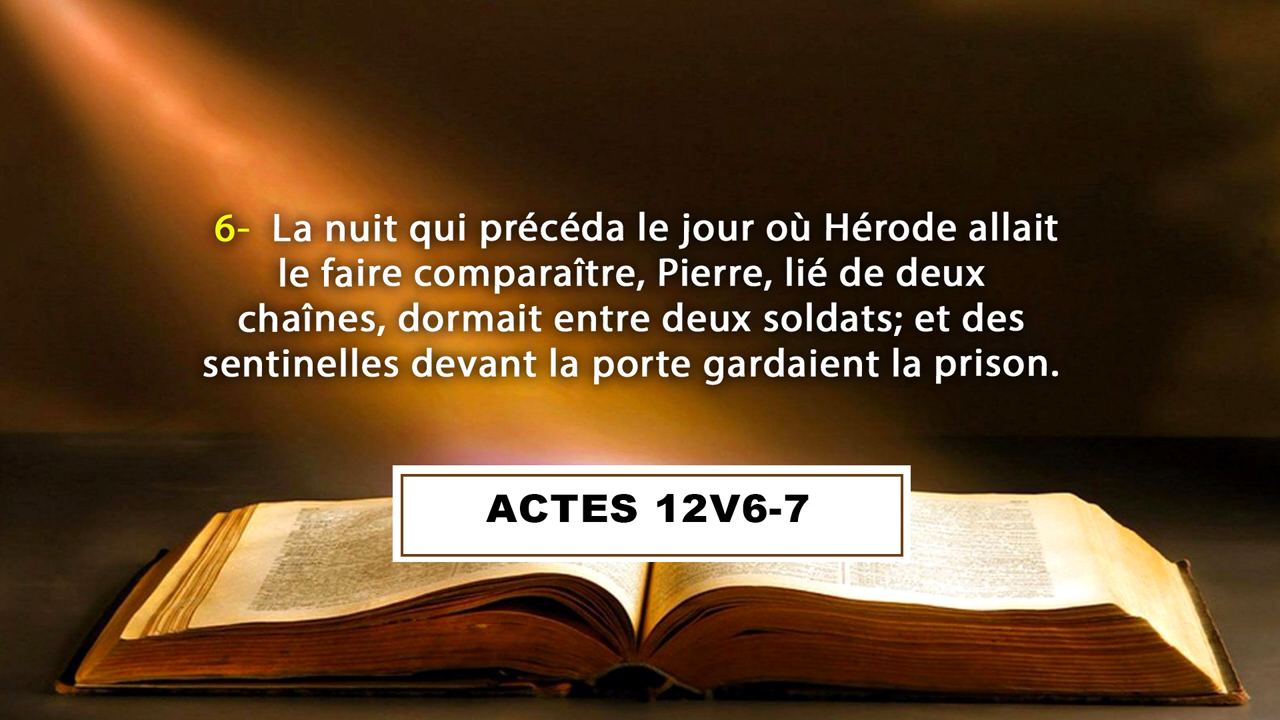 6- La nuit qui précéda le jour où Hérode allait
le faire comparaître, Pierre, lié de deux
chaînes, dormait entre deux soldats; et des
sentinelles devant la porte gardaient la prison.
ACTES 12V6-7